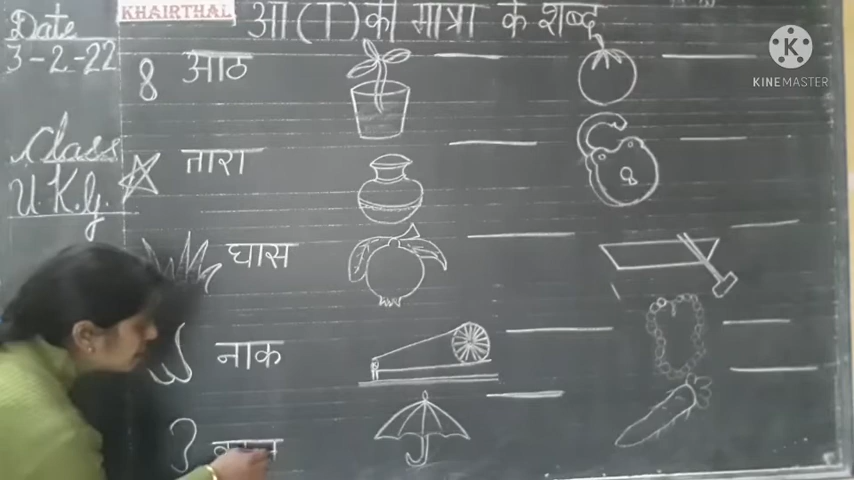 KHAIRTHAL
आ (ा) की मात्रा के शब्द
Date
3-2-22
Class
U.K.G.
8 आठ
तारा
घास
नाक
KINEMASTER